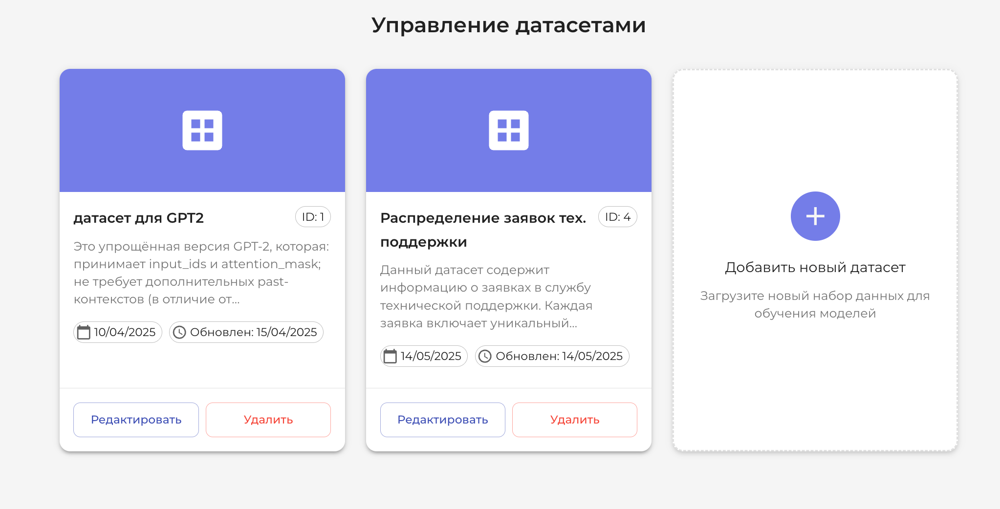 Управление датасетами
датасет для GPT2
ID: 1
Это упрощённая версия GPT-2, которая:
принимает input_ids и attention_mask;
не требует дополнительных past-
контекстов (в отличие от...
10/04/2025
Обновлен: 15/04/2025
Редактировать
Удалить
Распределение заявок тех.
поддержки
ID: 4
Данный датасет содержит
информацию о заявках в службу
технической поддержки. Каждая
заявка включает уникальный...
14/05/2025
Обновлен: 14/05/2025
Редактировать
Удалить
Добавить новый датасет
Загрузите новый набор данных для
обучения моделей